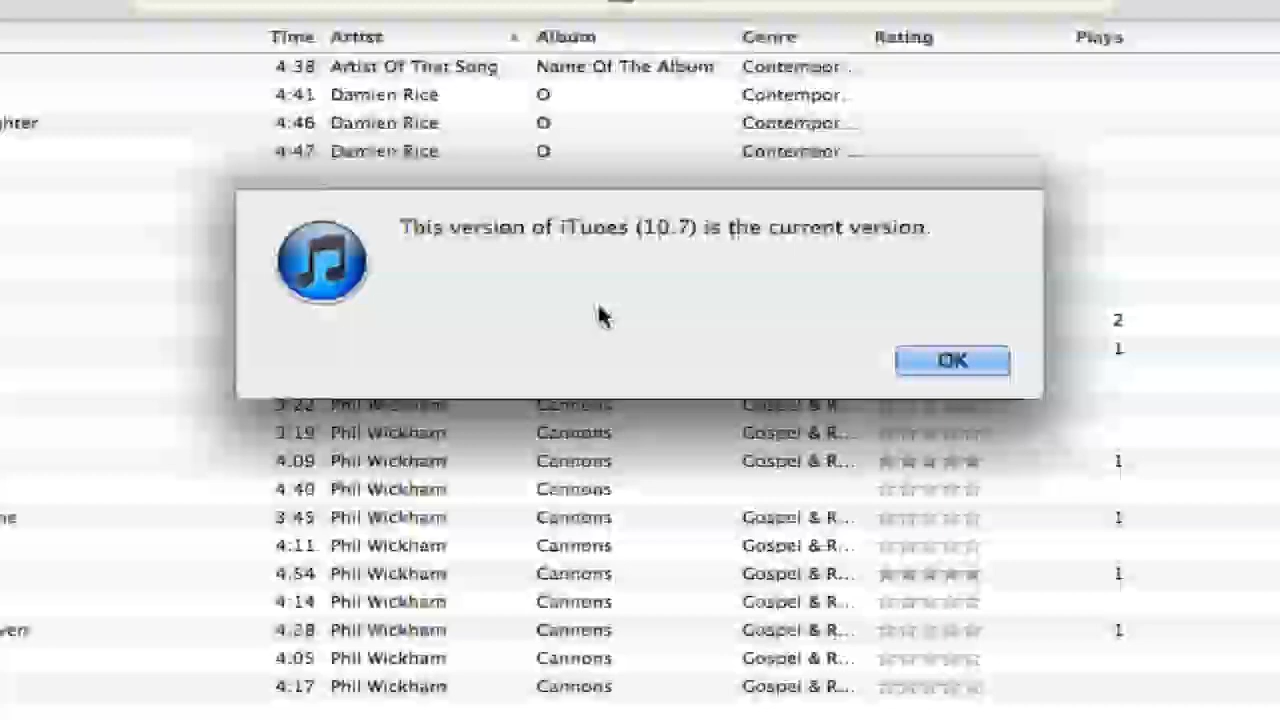 Time Artist Album Genre Rating Plays
4:38 Artist Of That Song Name Of The Album Contempor...
4:41 Damien Rice O Contempor...
ghter 4:46 Damien Rice O Contempor...
4:47 Damien Rice O Contempor...
This version of iTunes (10.7) is the current version.
2
OK
1
3:22 Phil Wickham Cannons Gospel & R...
3:19 Phil Wickham Cannons Gospel & R...
4:09 Phil Wickham Cannons Gospel & R... 1
4:40 Phil Wickham Cannons
ne 3:45 Phil Wickham Cannons Gospel & R... 1
4:11 Phil Wickham Cannons Gospel & R...
4:54 Phil Wickham Cannons Gospel & R... 1
4:14 Phil Wickham Cannons Gospel & R...
ven 4:28 Phil Wickham Cannons Gospel & R... 1
4:05 Phil Wickham Cannons Gospel & R...
4:17 Phil Wickham Cannons Gospel & R...